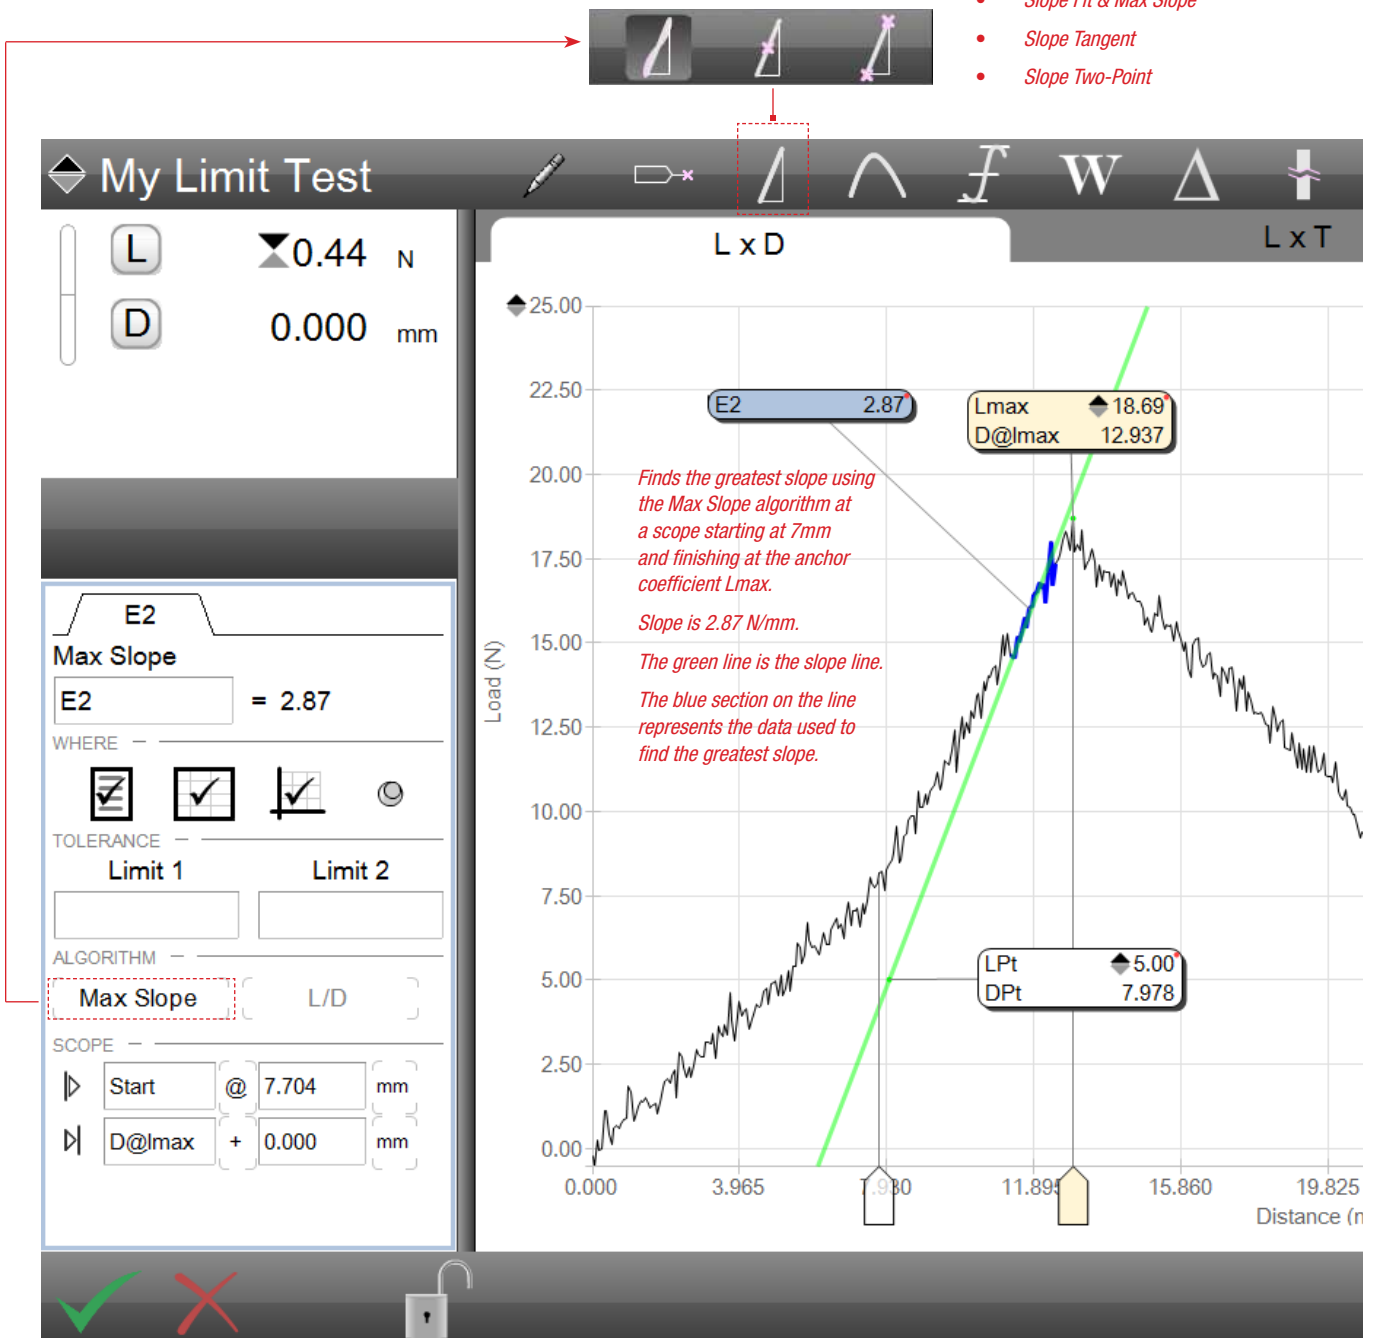 Slope Fit & Max Slope
Slope Tangent
Slope Two-Point
My Limit Test
W
L 0.44 N
D 0.000 mm
L x D
L x T
25.00
22.50
20.00
17.50
15.00
12.50
10.00
7.50
5.00
2.50
0.00
Load (N)
E2 2.87
Lmax 18.69
D@lmax 12.937
Finds the greatest slope using
the Max Slope algorithm at
a scope starting at 7mm
and finishing at the anchor
coefficient Lmax.
Slope is 2.87 N/mm.
The green line is the slope line.
The blue section on the line
represents the data used to
find the greatest slope.
LPt 5.00
DPt 7.978
0.000 3.965 7.930 11.895 15.860 19.825
Distance (
E2
Max Slope
E2 = 2.87
WHERE
TOLERANCE
Limit 1 Limit 2
ALGORITHM
Max Slope L/D
SCOPE
Start @ 7.704 mm
D@lmax + 0.000 mm